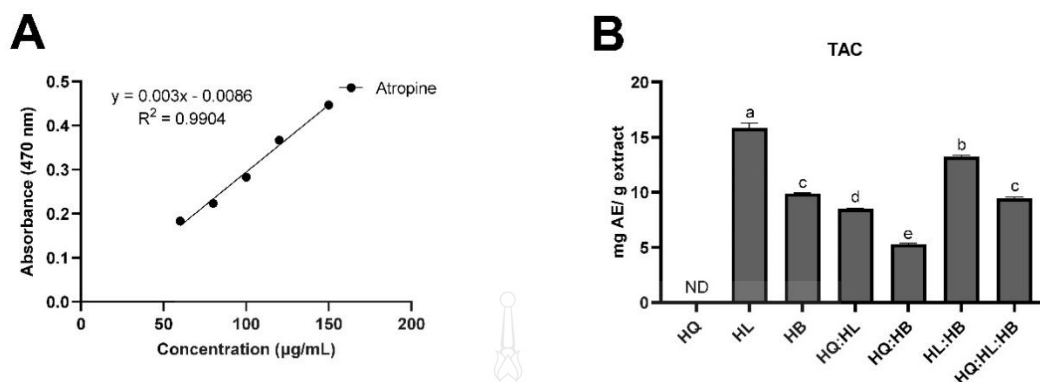 A
y = 0.003x - 0.0086
R² = 0.9904
Atropine
Absorbance (470 nm)
0.5
0.4
0.3
0.2
0.1
0.0
0 50 100 150 200
Concentration (µg/mL)
B
TAC
mg AE/ g extract
20
15
10
5
0
ND a c d e b c
HQ HL HB HQ:HL HQ:HB HL:HB HQ:HL:HB